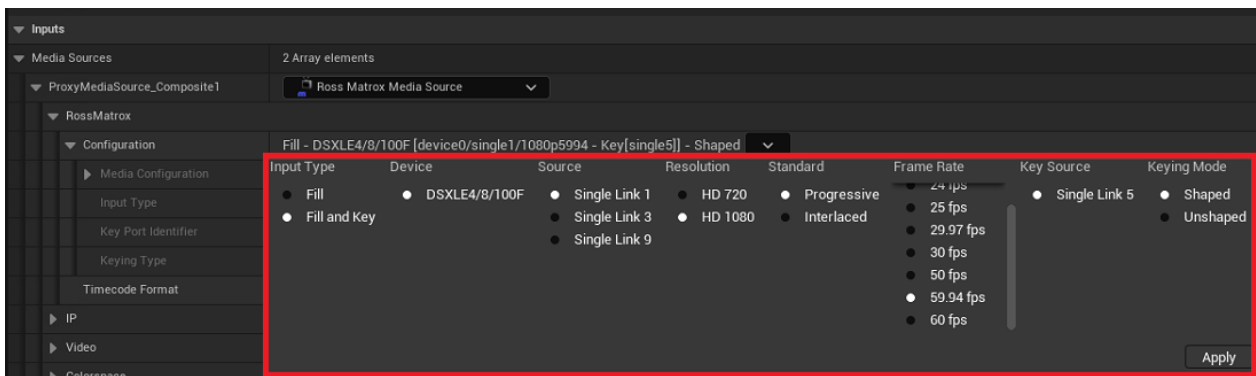 Inputs
Media Sources 2 Array elements
ProxyMediaSource_Composite1 Ross Matrox Media Source
RossMatrox
Configuration Fill - DSXLE4/8/100F [device0/single1/1080p5994 - Key[single5]] - Shaped
Input Type Device Source Resolution Standard Frame Rate Key Source Keying Mode
Media Configuration
24 fps
Fill DSXLE4/8/100F Single Link 1 HD 720 Progressive Single Link 5 Shaped
Input Type
25 fps
Fill and Key Single Link 3 HD 1080 Interlaced Unshaped
Key Port Identifier
29.97 fps
Single Link 9
30 fps
Keying Type
50 fps
Timecode Format
59.94 fps
IP
60 fps
Video
Apply
Colorspace